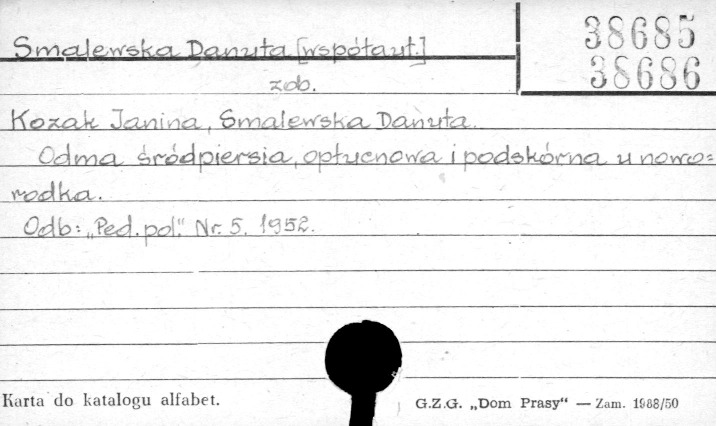 Smalewska Danuta [współaut.]
38685
38686
zob.
Kozak Janina, Smalewska Danuta.
Odma śródpiersia, opłucnowa i podskórna u nowo=
rodka.
Odb: „Ped. pol." Nr. 5. 1952.
Karta do katalogu alfabet.
G.Z.G. „Dom Prasy“ — Zam. 1988/50